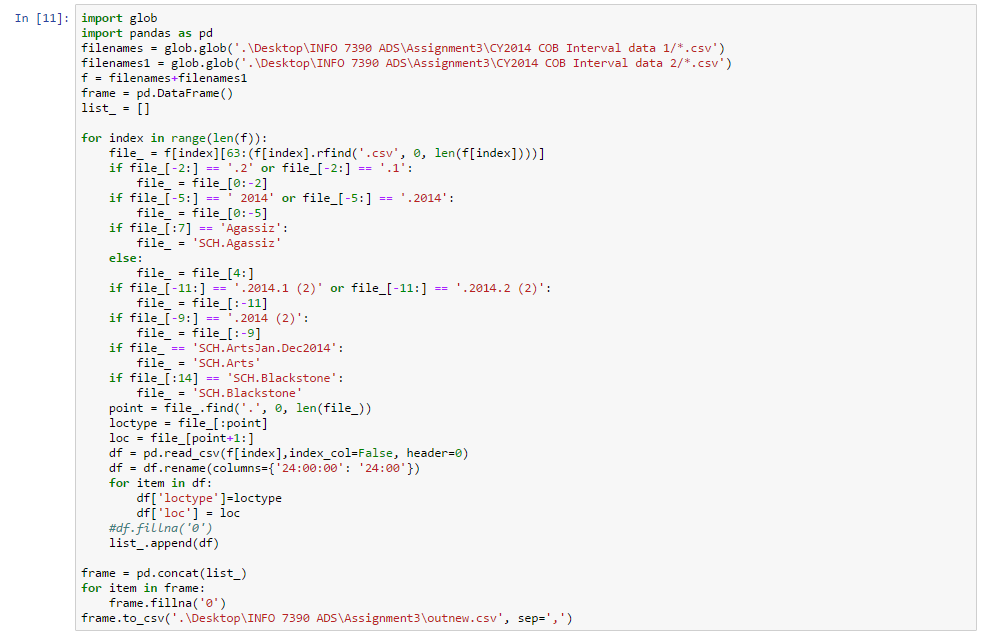 In [11]: import glob
import pandas as pd
filenames = glob.glob('.\Desktop\INFO 7390 ADS\Assignment3\CY2014 COB Interval data 1/*.csv')
filenames1 = glob.glob('.\Desktop\INFO 7390 ADS\Assignment3\CY2014 COB Interval data 2/*.csv')
f = filenames+filenames1
frame = pd.DataFrame()
list_ = []

for index in range(len(f)):
    file_ = f[index][63:(f[index].rfind('.csv', 0, len(f[index])))]
    if file_[-2:] == '.2' or file_[-2:] == '.1':
        file_ = file_[0:-2]
    if file_[-5:] == ' 2014' or file_[-5:] == '.2014':
        file_ = file_[0:-5]
    if file_[:7] == 'Agassiz':
        file_ = 'SCH.Agassiz'
    else:
        file_ = file_[4:]
    if file_[-11:] == '.2014.1 (2)' or file_[-11:] == '.2014.2 (2)':
        file_ = file_[:-11]
    if file_[-9:] == '.2014 (2)':
        file_ = file_[:-9]
    if file_ == 'SCH.ArtsJan.Dec2014':
        file_ = 'SCH.Arts'
    if file_[:14] == 'SCH.Blackstone':
        file_ = 'SCH.Blackstone'
    point = file_.find('.', 0, len(file_))
    loctype = file_[:point]
    loc = file_[point+1:]
    df = pd.read_csv(f[index],index_col=False, header=0)
    df = df.rename(columns={'24:00:00': '24:00'})
    for item in df:
        df['loctype']=loctype
        df['loc'] = loc
    #df.fillna('0')
    list_.append(df)

frame = pd.concat(list_)
for item in frame:
    frame.fillna('0')
frame.to_csv('.\Desktop\INFO 7390 ADS\Assignment3\outnew.csv', sep=',')